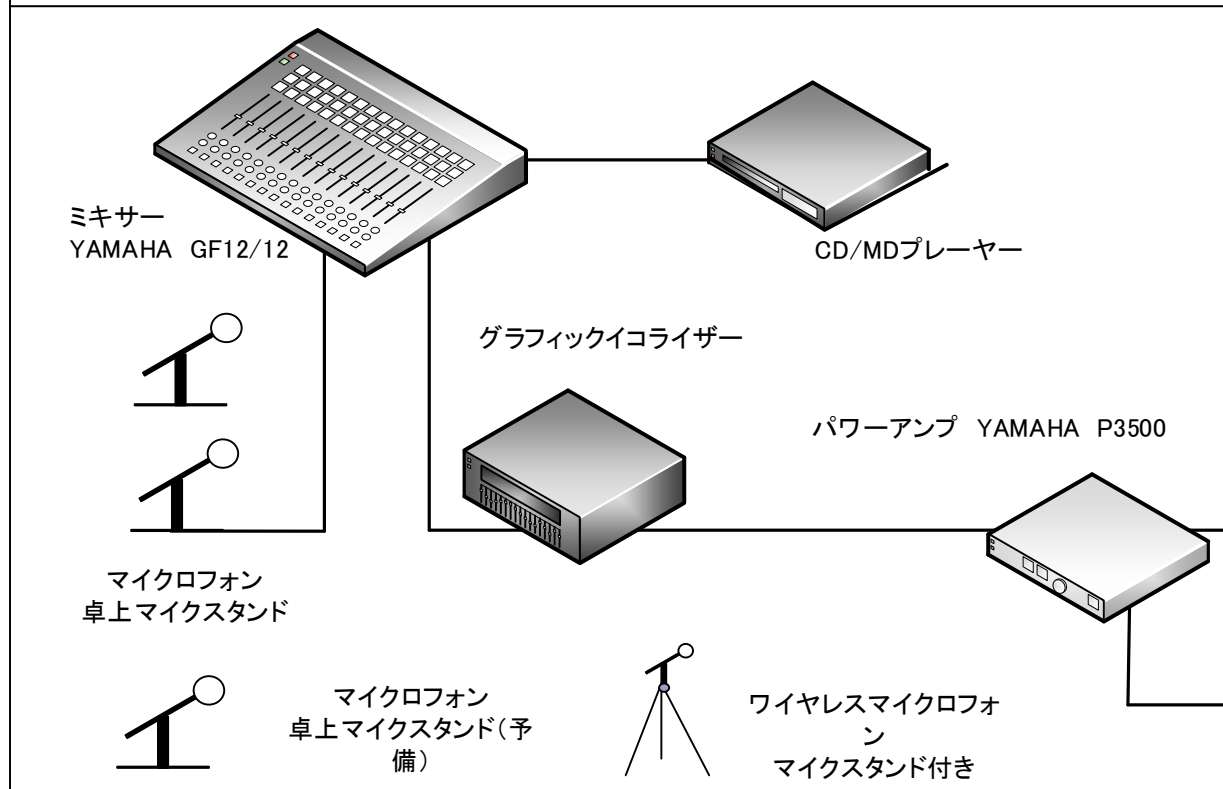 ミキサー
YAMAHA GF12/12
CD/MDプレーヤー
グラフィックイコライザー
パワーアンプ YAMAHA P3500
マイクロフォン
卓上マイクスタンド
マイクロフォン
卓上マイクスタンド(予
備)
ワイヤレスマイクロフォ
ン
マイクスタンド付き